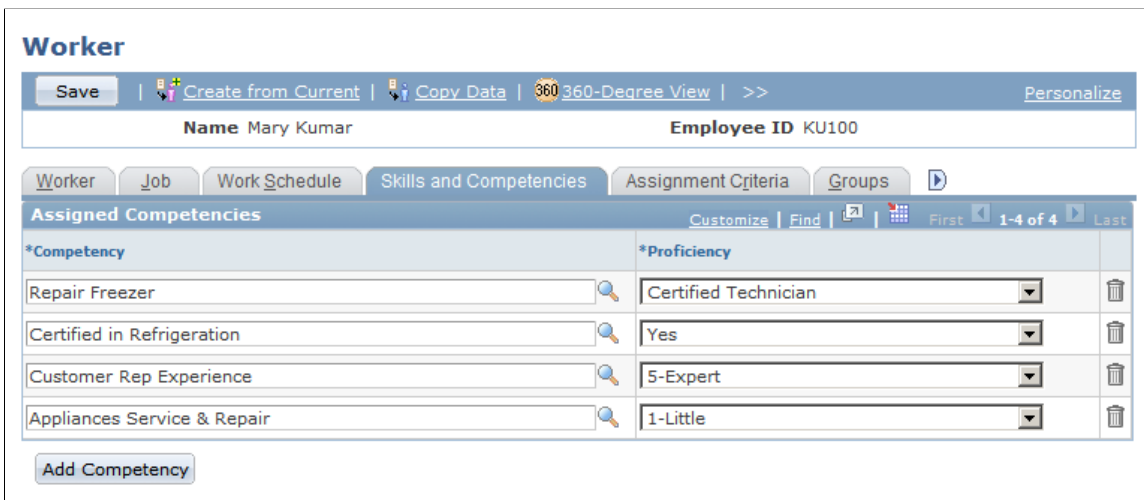 Worker
Save | Create from Current | Copy Data | 360 360-Degree View | >> Personalize
Name Mary Kumar Employee ID KU100
Worker Job Work Schedule Skills and Competencies Assignment Criteria Groups
Assigned Competencies Customize | Find | | First 1-4 of 4 Last
*Competency *Proficiency
Repair Freezer Certified Technician
Certified in Refrigeration Yes
Customer Rep Experience 5-Expert
Appliances Service & Repair 1-Little
Add Competency